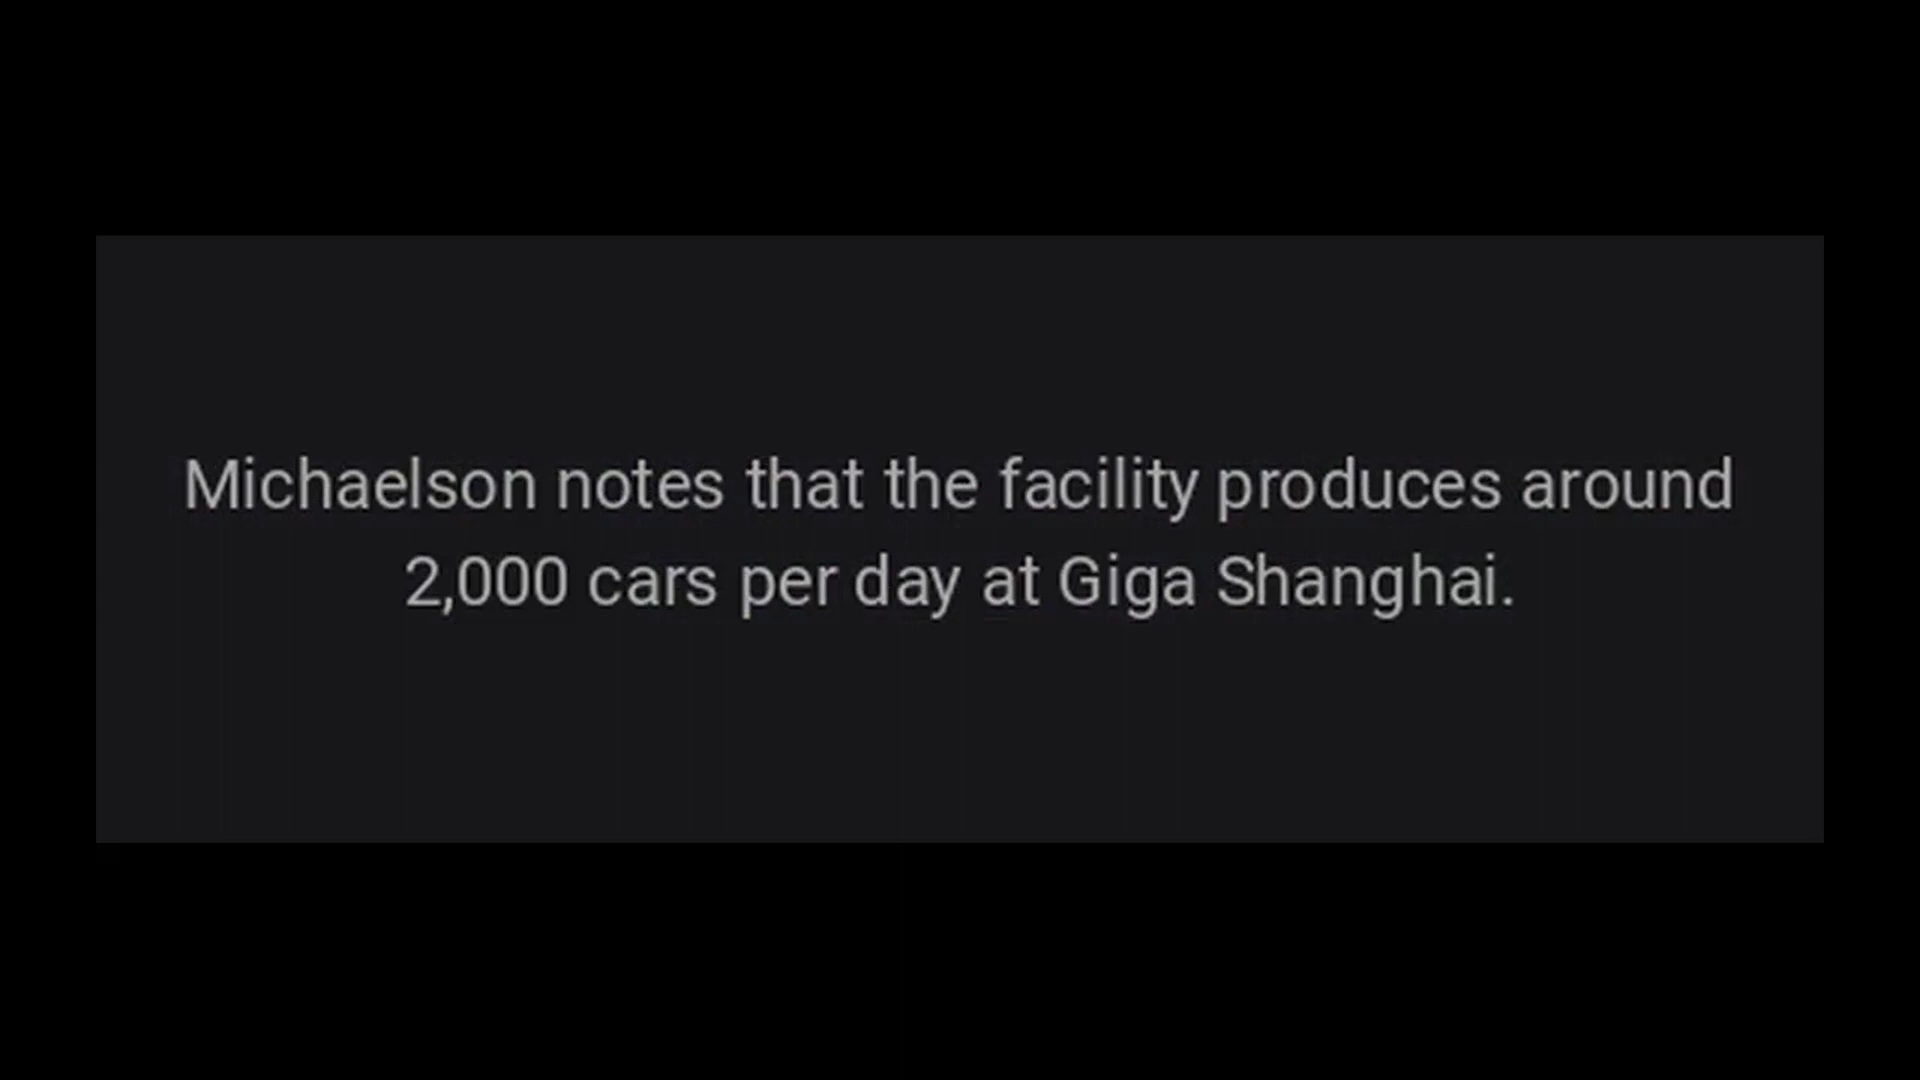 Michaelson notes that the facility produces around
2,000 cars per day at Giga Shanghai.